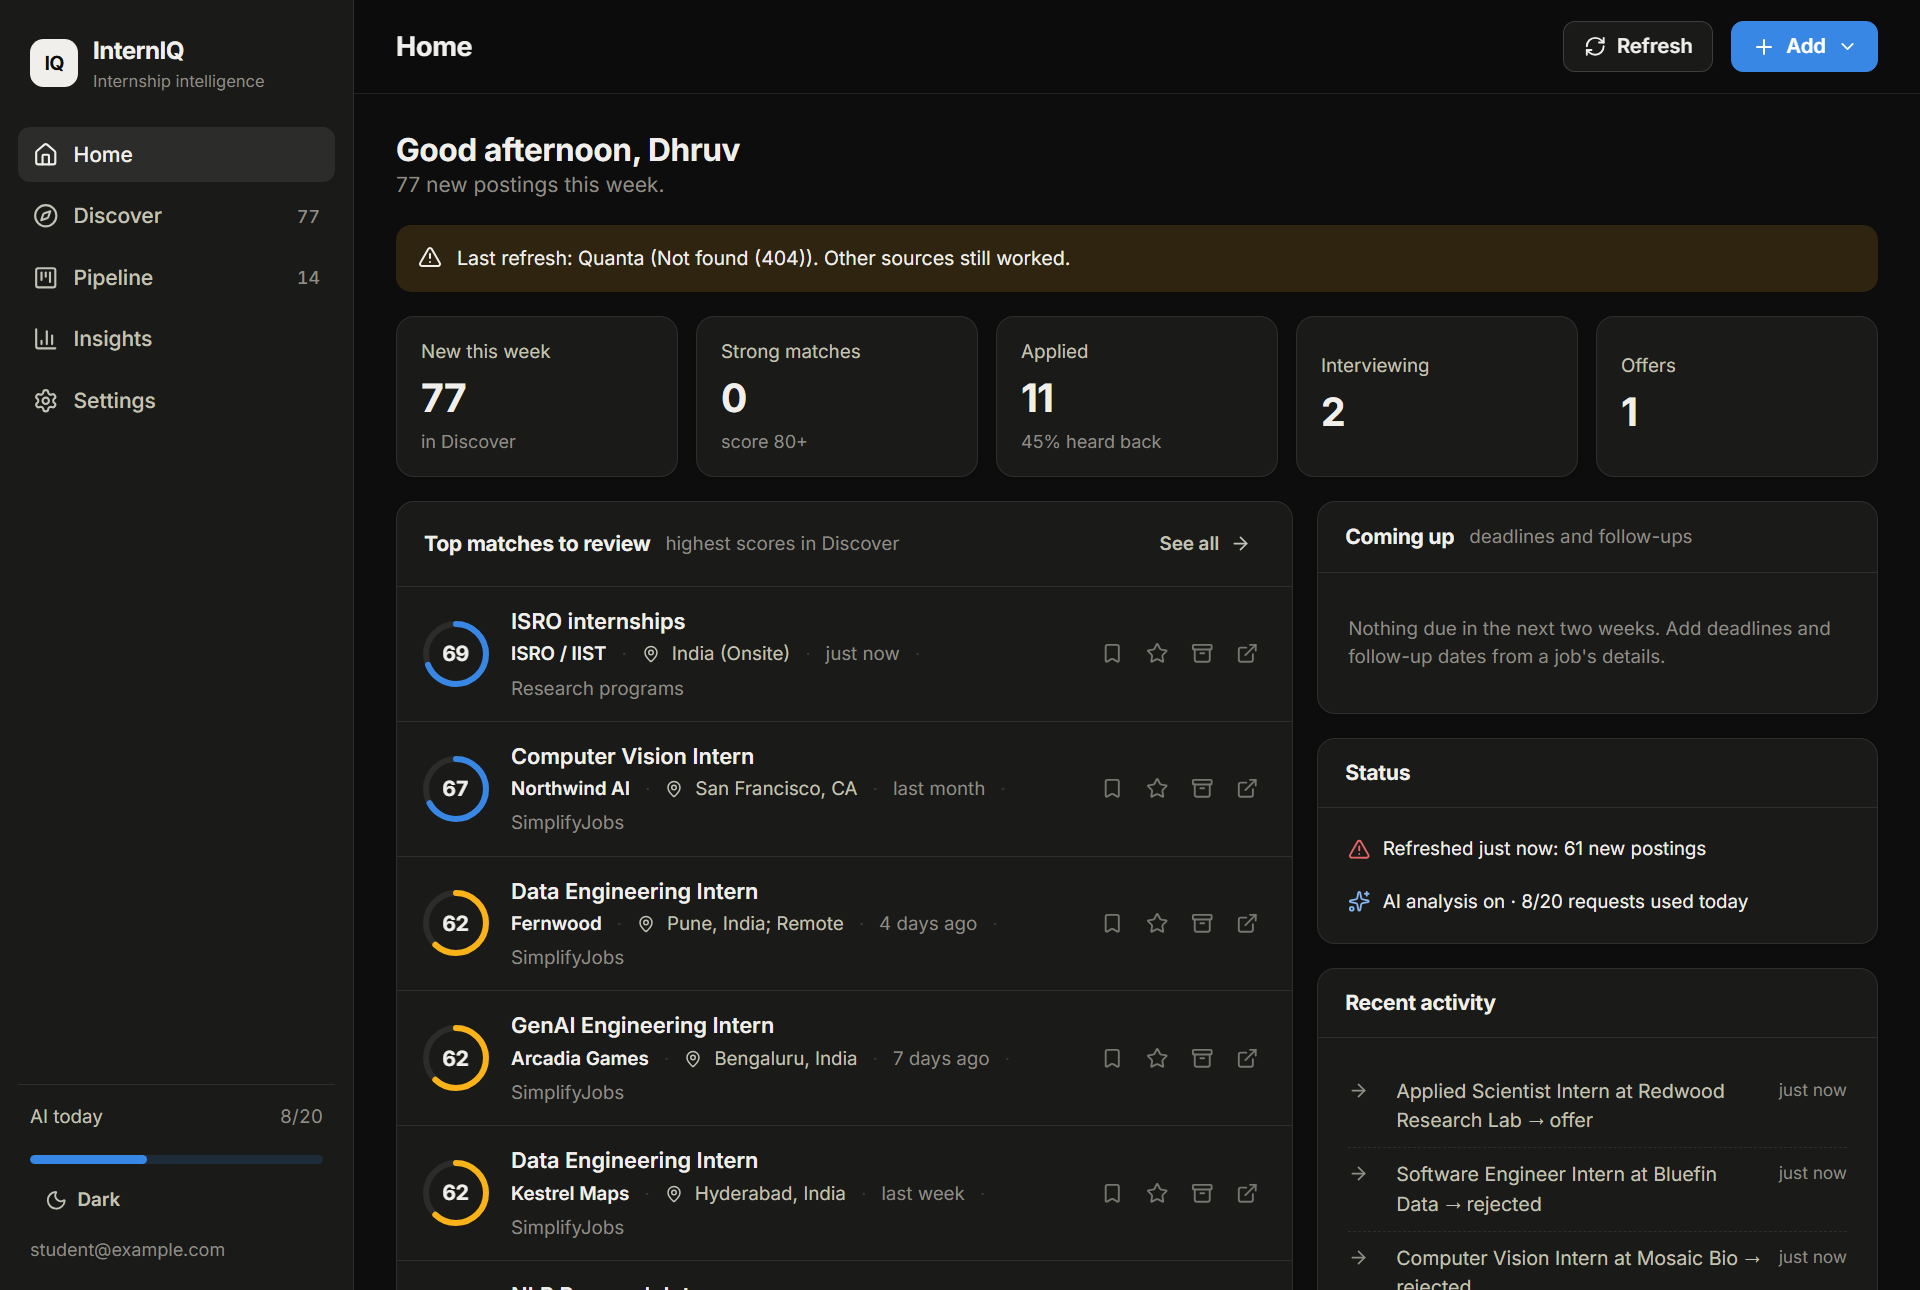 IQ
InternIQ
Internship intelligence
Home
Discover 77
Pipeline 14
Insights
Settings
AI today 8/20
Dark
student@example.com
Home
Refresh
Add
Good afternoon, Dhruv
77 new postings this week.
Last refresh: Quanta (Not found (404)). Other sources still worked.
New this week
77
in Discover
Strong matches
0
score 80+
Applied
11
45% heard back
Interviewing
2
Offers
1
Top matches to review highest scores in Discover See all →
69
ISRO internships
ISRO / IIST · India (Onsite) · just now ·
Research programs
67
Computer Vision Intern
Northwind AI · San Francisco, CA · last month ·
SimplifyJobs
62
Data Engineering Intern
Fernwood · Pune, India; Remote · 4 days ago ·
SimplifyJobs
62
GenAI Engineering Intern
Arcadia Games · Bengaluru, India · 7 days ago ·
SimplifyJobs
62
Data Engineering Intern
Kestrel Maps · Hyderabad, India · last week ·
SimplifyJobs
Coming up deadlines and follow-ups
Nothing due in the next two weeks. Add deadlines and
follow-up dates from a job's details.
Status
Refreshed just now: 61 new postings
AI analysis on · 8/20 requests used today
Recent activity
→ Applied Scientist Intern at Redwood just now
Research Lab → offer
→ Software Engineer Intern at Bluefin just now
Data → rejected
→ Computer Vision Intern at Mosaic Bio → just now
rejected